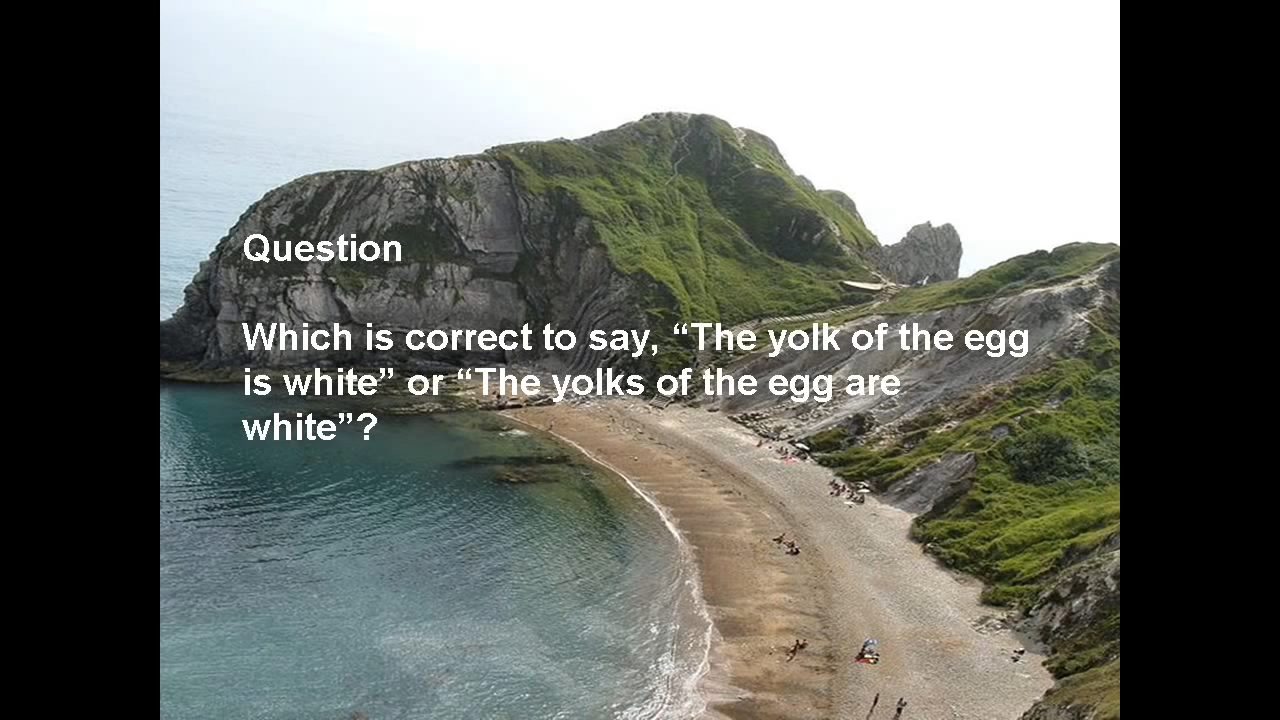 Question
Which is correct to say, “The yolk of the egg
is white” or “The yolks of the egg are
white”?